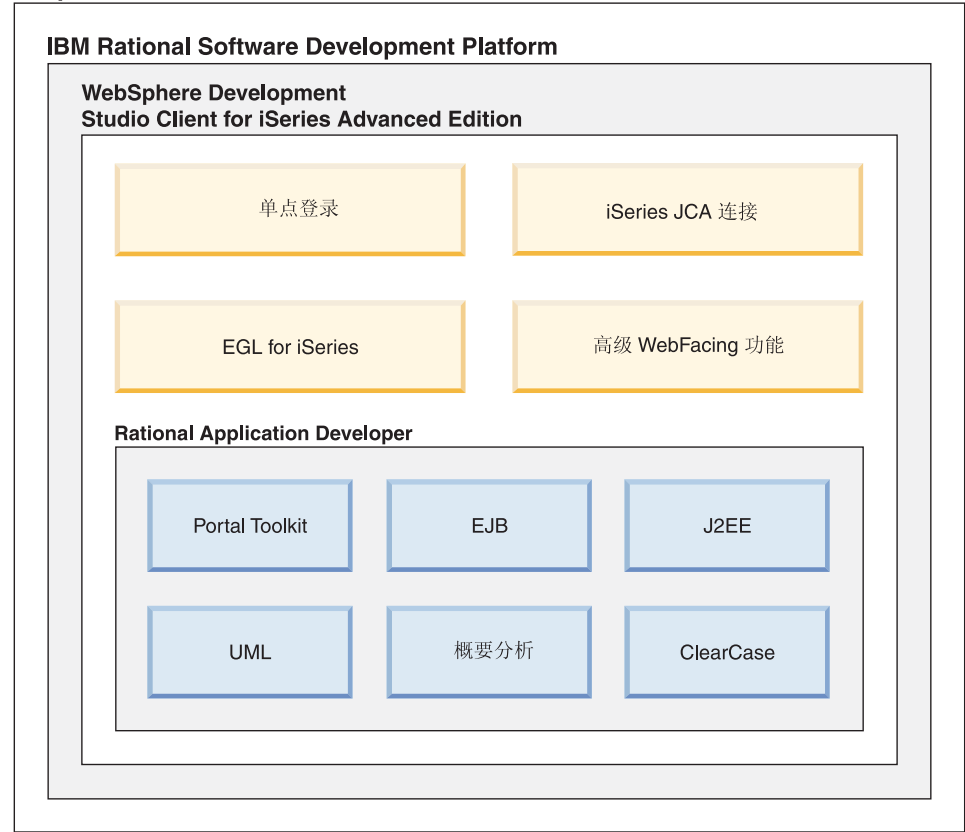 IBM Rational Software Development Platform
WebSphere Development
Studio Client for iSeries Advanced Edition
单点登录
iSeries JCA 连接
EGL for iSeries
高级 WebFacing 功能
Rational Application Developer
Portal Toolkit
EJB
J2EE
UML
概要分析
ClearCase